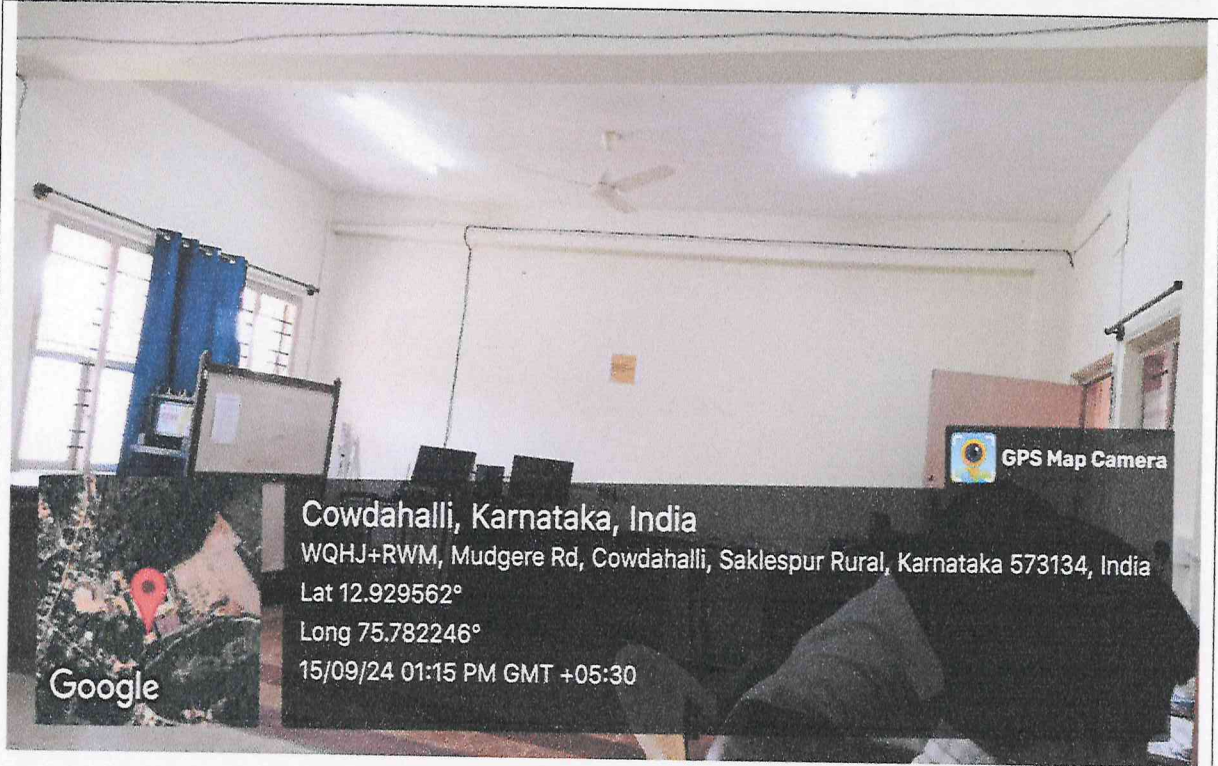 GPS Map Camera
Cowdahalli, Karnataka, India
WQHJ+RWM, Mudgere Rd, Cowdahalli, Saklespur Rural, Karnataka 573134, India
Lat 12.929562°
Long 75.782246°
15/09/24 01:15 PM GMT +05:30
Google